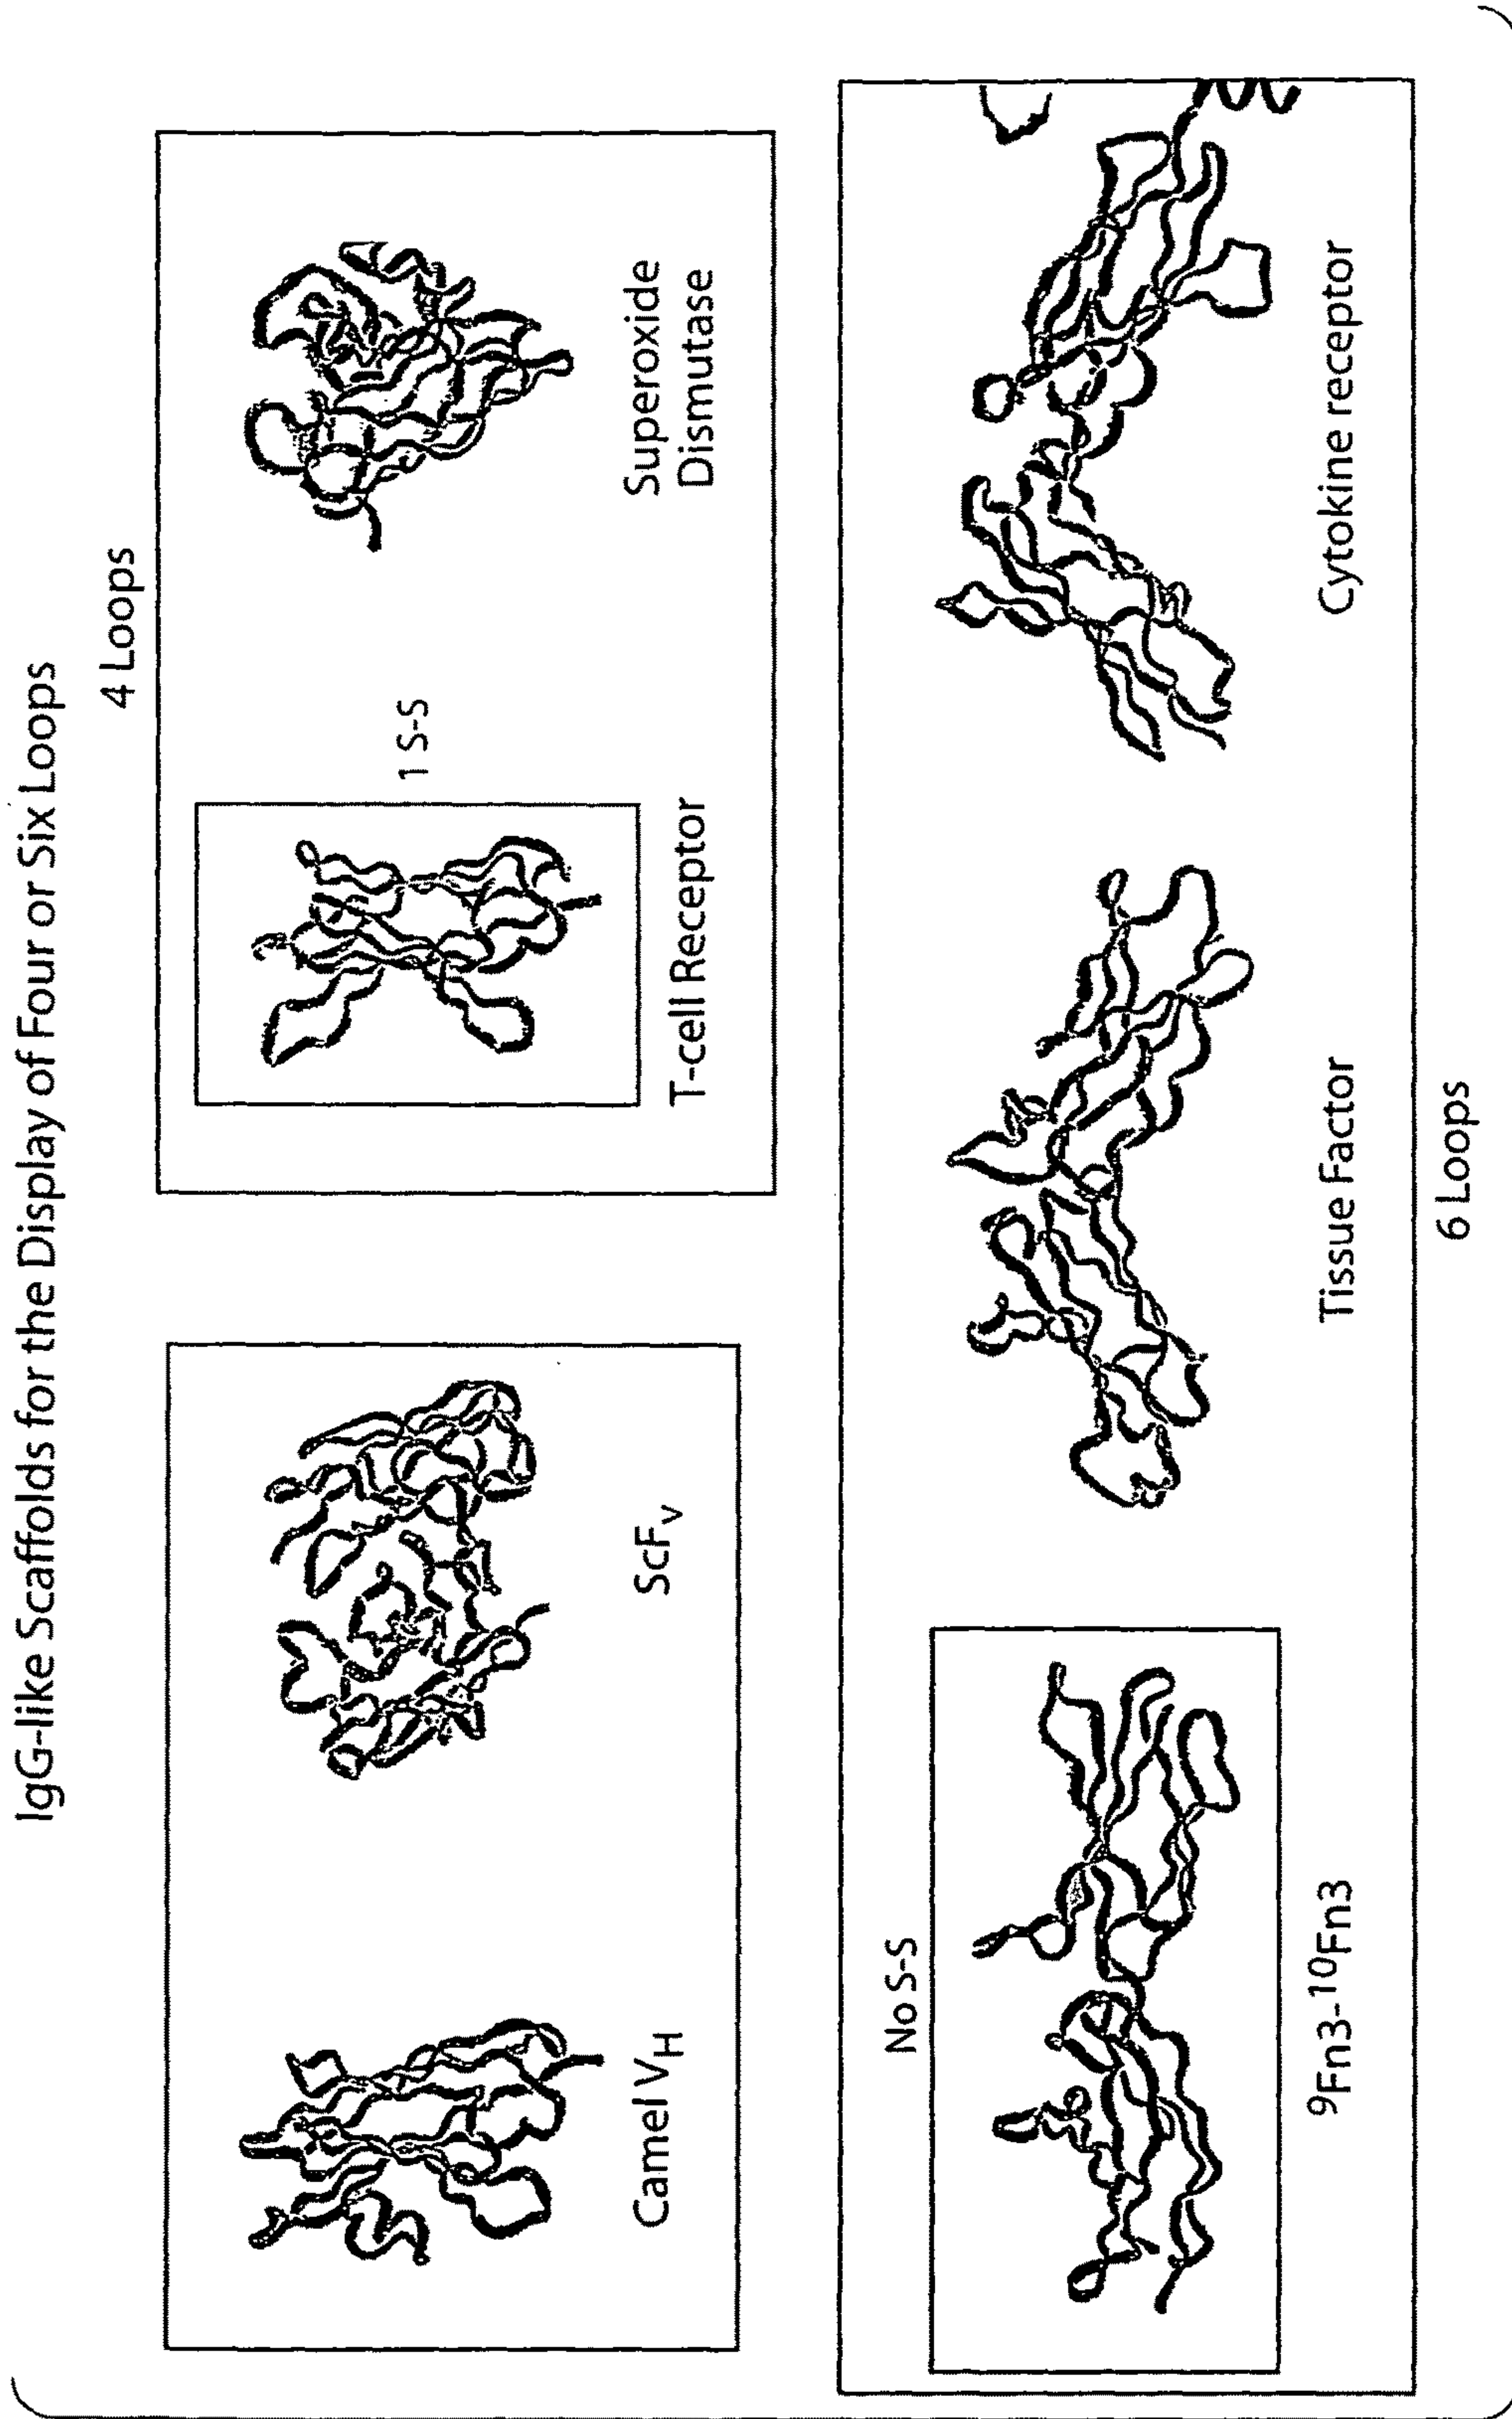 IgG-like Scaffolds for the Display of Four or Six Loops
4 Loops
Camel VH
ScFv
1 S-S
T-cell Receptor
Superoxide
Dismutase
No S-S
⁹Fn3-¹⁰Fn3
Tissue Factor
Cytokine receptor
6 Loops